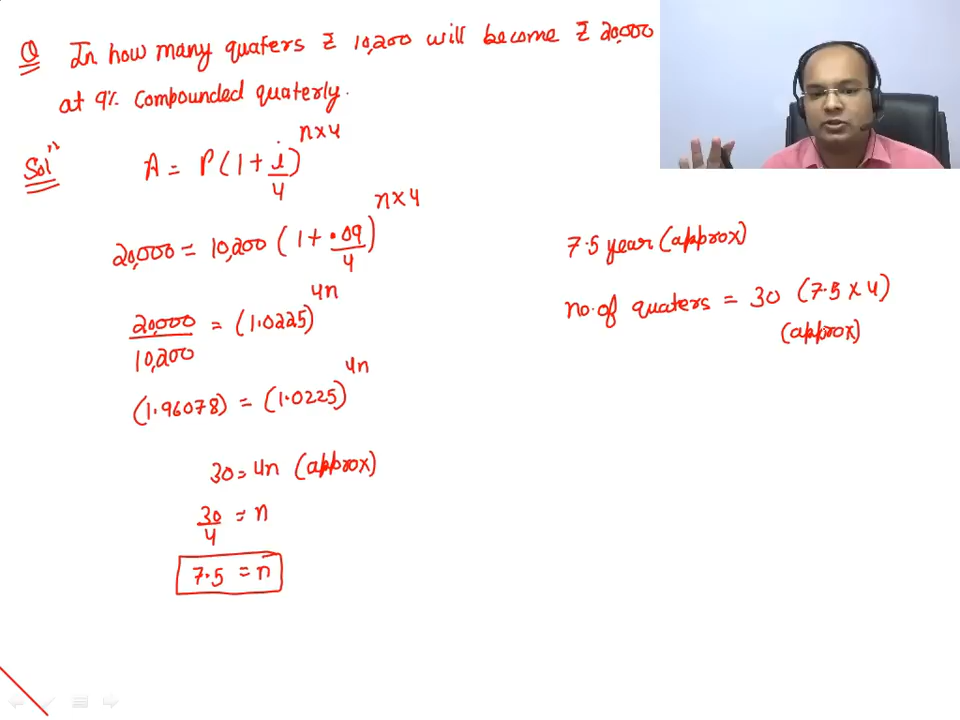 Q In how many quaters ₹ 10,200 will become ₹ 20,000
at 9% compounded quaterly.
Solⁿ A = P(1+i/4)^n×4
20,000 = 10,200 (1+.09/4)^n×4
20,000/10,200 = (1.0225)^4n
(1.96078) = (1.0225)^4n
30 = 4n (approx)
30/4 = n
7.5 = n
7.5 year (approx)
no. of quaters = 30 (7.5 × 4)
(approx)